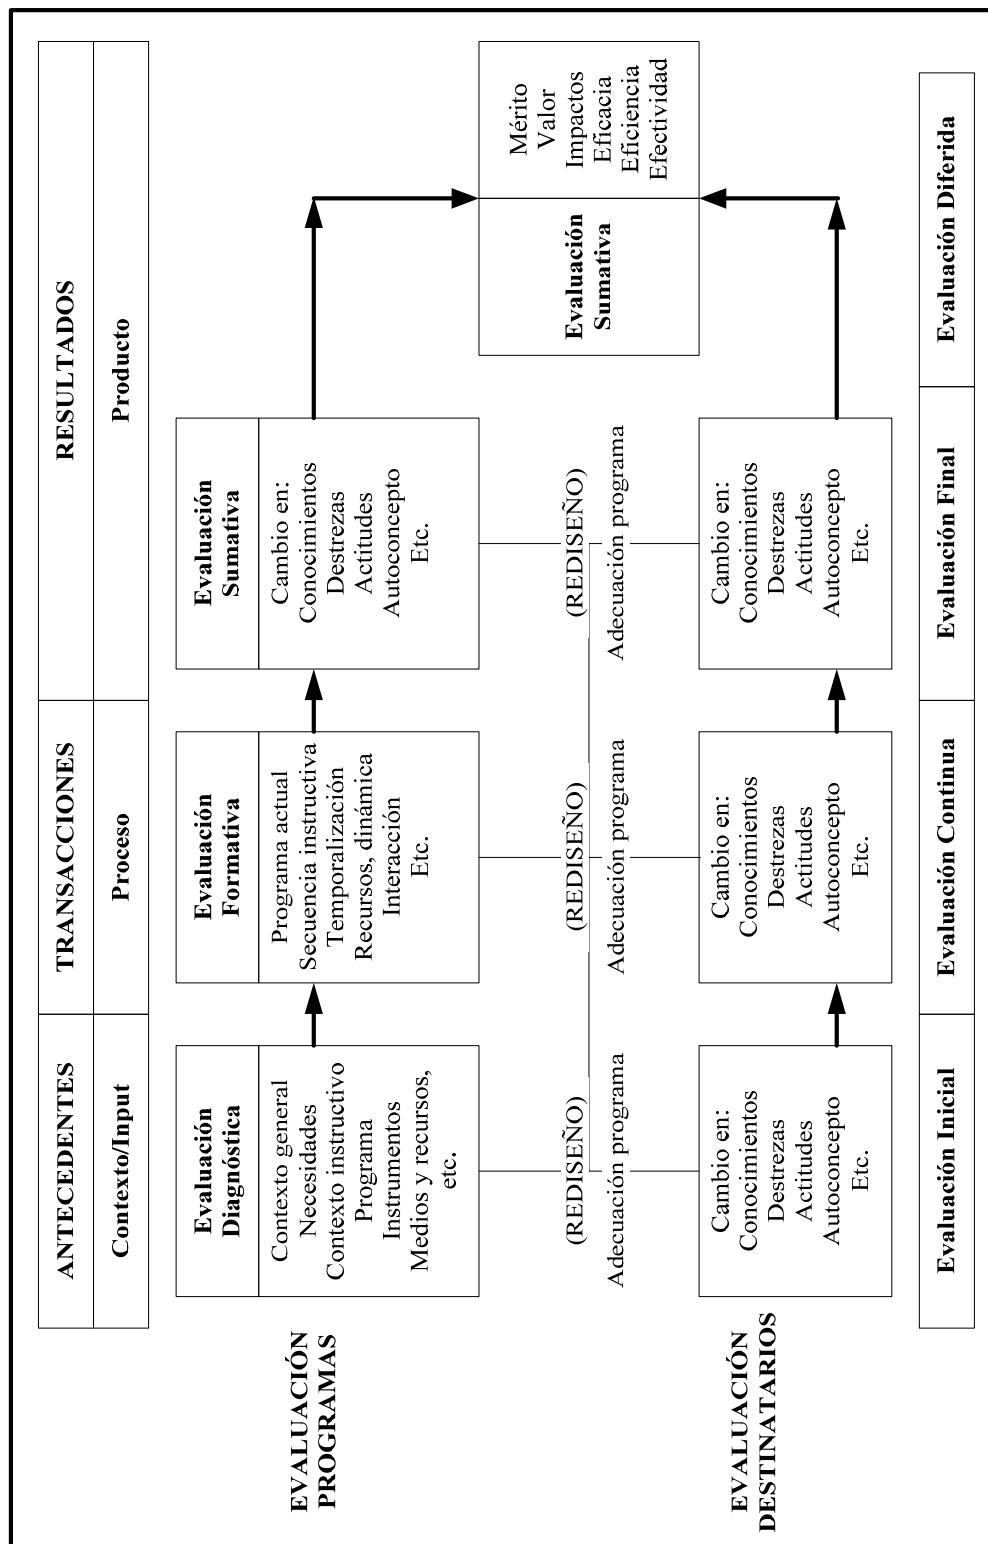 ANTECEDENTES
TRANSACCIONES
RESULTADOS
Contexto/Input
Proceso
Producto
EVALUACIÓN
PROGRAMAS
Evaluación
Diagnóstica
Contexto general
Necesidades
Contexto instructivo
Programa
Instrumentos
Medios y recursos,
etc.
Evaluación
Formativa
Programa actual
Secuencia instructiva
Temporalización
Recursos, dinámica
Interacción
Etc.
Evaluación
Sumativa
Cambio en:
Conocimientos
Destrezas
Actitudes
Autoconcepto
Etc.
(REDISEÑO)
Adecuación programa
(REDISEÑO)
Adecuación programa
(REDISEÑO)
Adecuación programa
Evaluación
Sumativa
Mérito
Valor
Impactos
Eficacia
Eficiencia
Efectividad
EVALUACIÓN
DESTINATARIOS
Cambio en:
Conocimientos
Destrezas
Actitudes
Autoconcepto
Etc.
Cambio en:
Conocimientos
Destrezas
Actitudes
Autoconcepto
Etc.
Cambio en:
Conocimientos
Destrezas
Actitudes
Autoconcepto
Etc.
Evaluación Inicial
Evaluación Continua
Evaluación Final
Evaluación Diferida